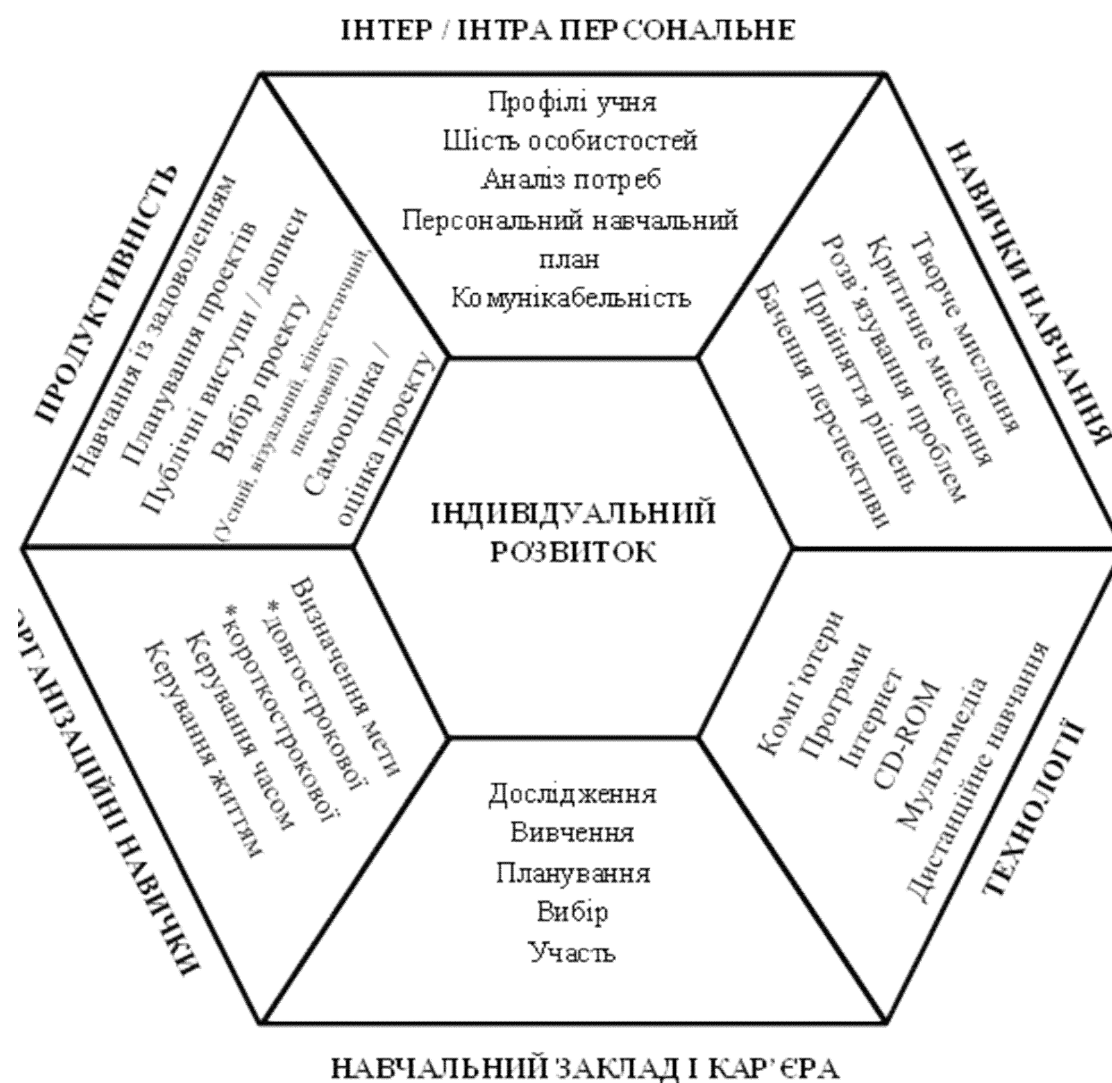 ІНТЕР / ІНТРА ПЕРСОНАЛЬНЕ
Профілі учня
Шість особистостей
Аналіз потреб
Персональний навчальний
план
Комунікабельність
НАВИЧКИ НАВЧАННЯ
Творче мислення
Критичне мислення
Розв’язування проблем
Прийняття рішень
Бачення перспективи
ТЕХНОЛОГІЇ
Комп’ютери
Програми
Інтернет
CD-ROM
Мультимедіа
Дистанційне навчання
НАВЧАЛЬНИЙ ЗАКЛАД І КАР’ЄРА
Дослідження
Вивчення
Планування
Вибір
Участь
ОРГАНІЗАЦІЙНІ НАВИЧКИ
Визначення мети
*довгострокової
*короткострокової
Керування часом
Керування життям
ПРОДУКТИВНІСТЬ
Навчання із задоволенням
Планування проектів
Публічні виступи / дописи
Вибір проекту
(Усний, візуальний, кінестетичний,
письмовий)
Самооцінка /
оцінка проекту
ІНДИВІДУАЛЬНИЙ
РОЗВИТОК